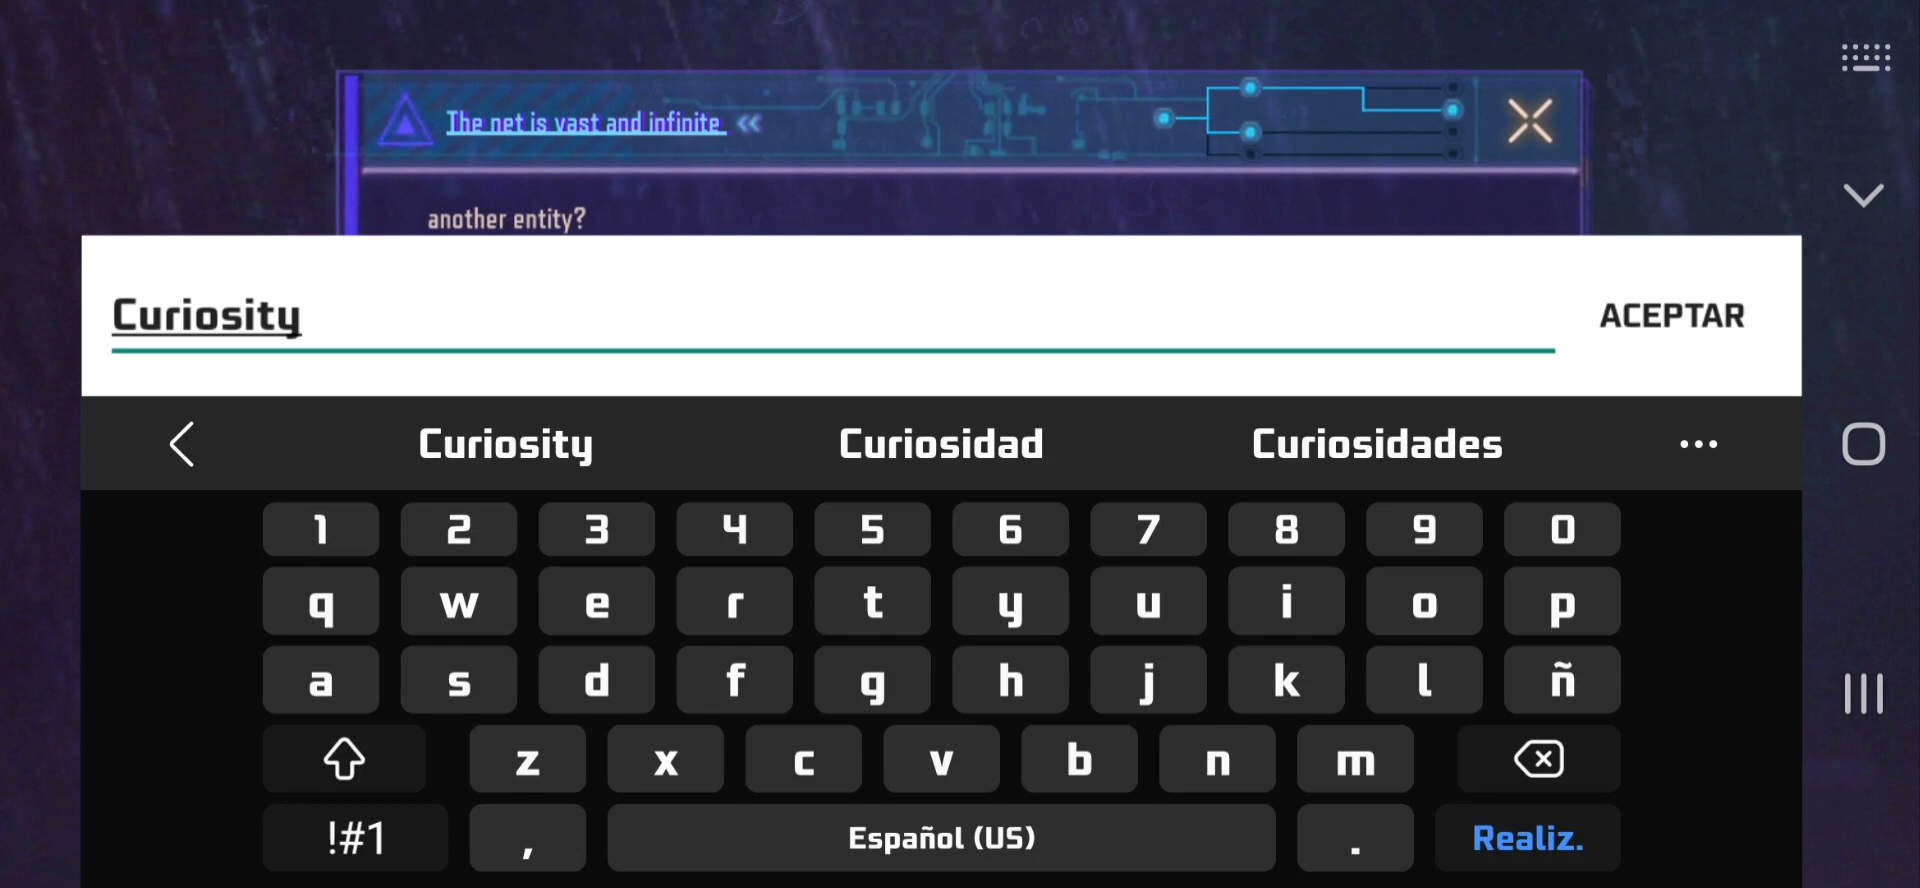 The net is vast and infinite
another entity?
Curiosity
ACEPTAR
Curiosity Curiosidad Curiosidades
1 2 3 4 5 6 7 8 9 0
q w e r t y u i o p
a s d f g h j k l ñ
z x c v b n m
!#1 , Español (US) . Realiz.